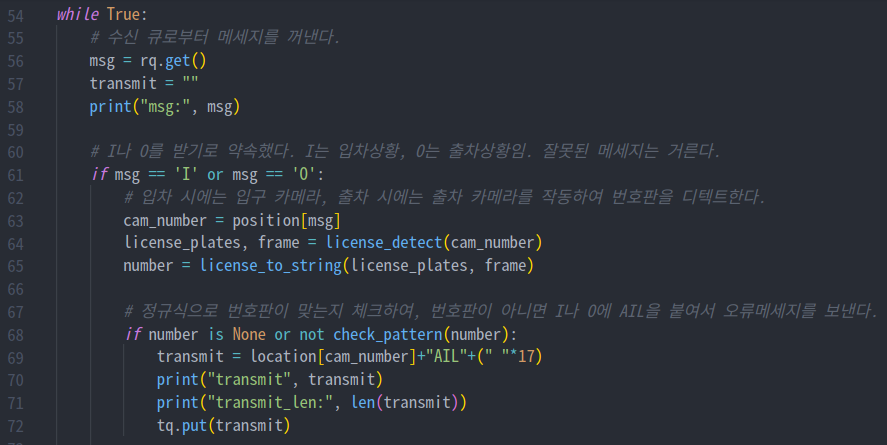 54 while True:
55 # 수신 큐로부터 메세지를 꺼낸다.
56 msg = rq.get()
57 transmit = ""
58 print("msg:", msg)
59
60 # I나 O를 받기로 약속했다. I는 입차상황, O는 출차상황임. 잘못된 메세지는 거른다.
61 if msg == 'I' or msg == 'O':
62 # 입차 시에는 입구 카메라, 출차 시에는 출차 카메라를 작동하여 번호판을 디텍트한다.
63 cam_number = position[msg]
64 license_plates, frame = license_detect(cam_number)
65 number = license_to_string(license_plates, frame)
66
67 # 정규식으로 번호판이 맞는지 체크하여, 번호판이 아니면 I나 O에 AIL을 붙여서 오류메세지를 보낸다.
68 if number is None or not check_pattern(number):
69 transmit = location[cam_number]+"AIL"+(" "*17)
70 print("transmit", transmit)
71 print("transmit_len:", len(transmit))
72 tq.put(transmit)